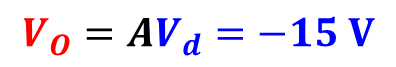 V_O = AV_d = −15 V